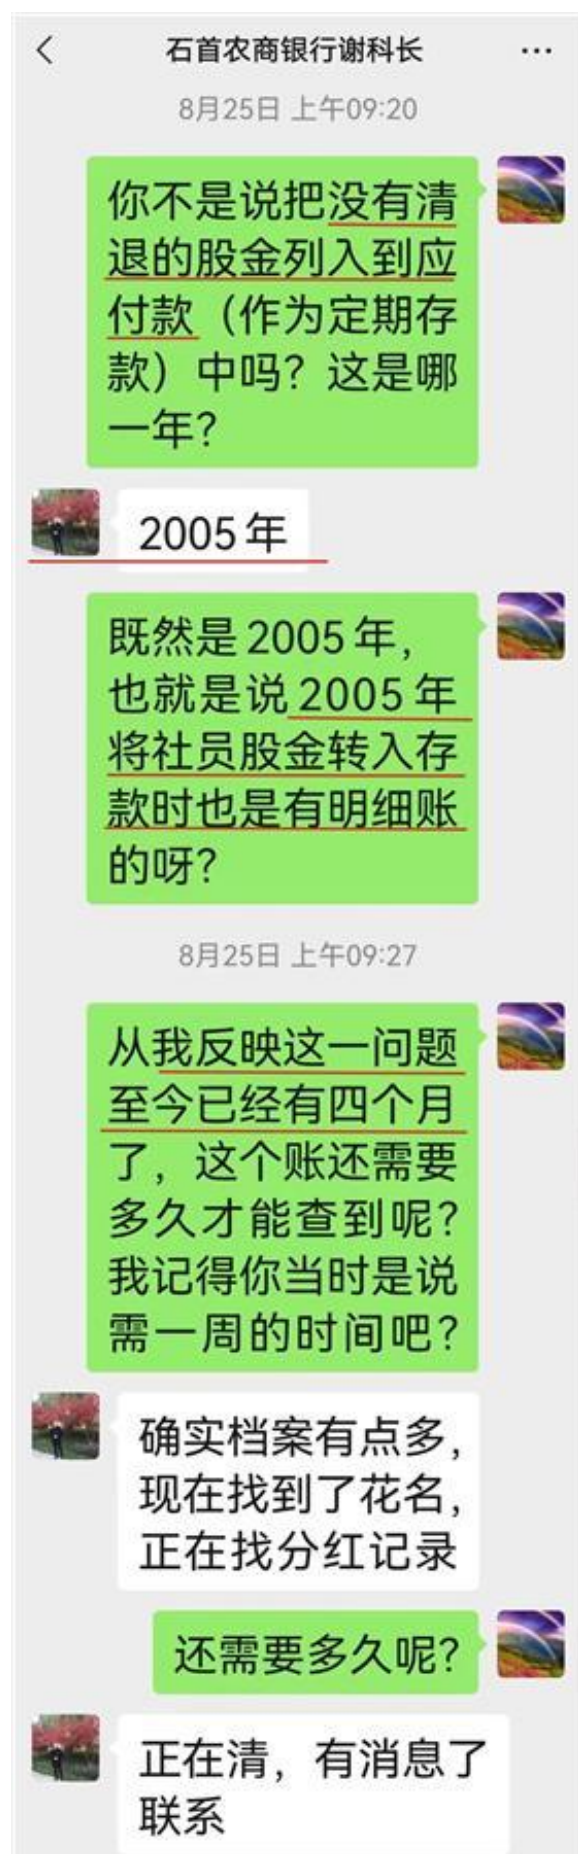 石首农商银行谢科长
8月25日 上午09:20
你不是说把没有清
退的股金列入到应
付款（作为定期存
款）中吗？这是哪
一年？
2005年
既然是2005年，
也就是说2005年
将社员股金转入存
款时也是有明细账
的呀？
8月25日 上午09:27
从我反映这一问题
至今已经有四个月
了，这个账还需要
多久才能查到呢？
我记得你当时是说
需一周的时间吧？
确实档案有点多，
现在找到了花名，
正在找分红记录
还需要多久呢？
正在清，有消息了
联系